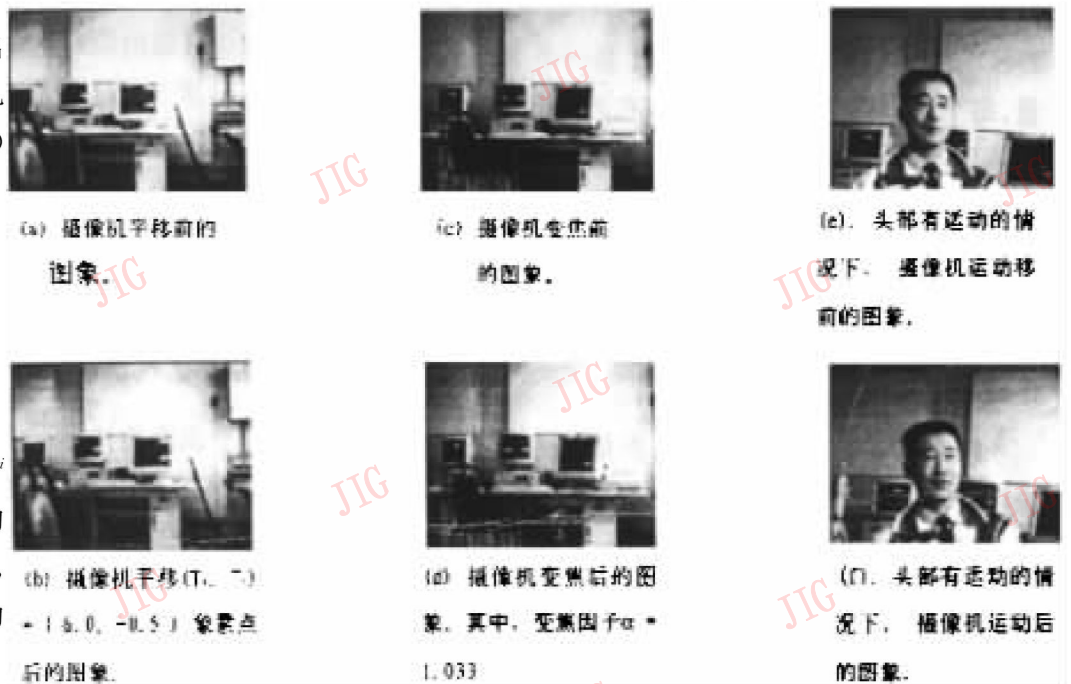 (a) 摄像机平移前的
图象.
(c) 摄像机变焦前
的图象.
(e). 头部有运动的情
况下. 摄像机运动移
前的图象.
(b) 摄像机平移(T
-0.5) 象素点
后的图象.
(d) 摄像机变焦后的图
象. 其中, 变焦因子α =
1.033
(f). 头部有运动的情
况下, 摄像机运动后
的图象.
JIG
JIG
JIG
JIG
JIG
JIG
JIG
JIG
JIG
JIG